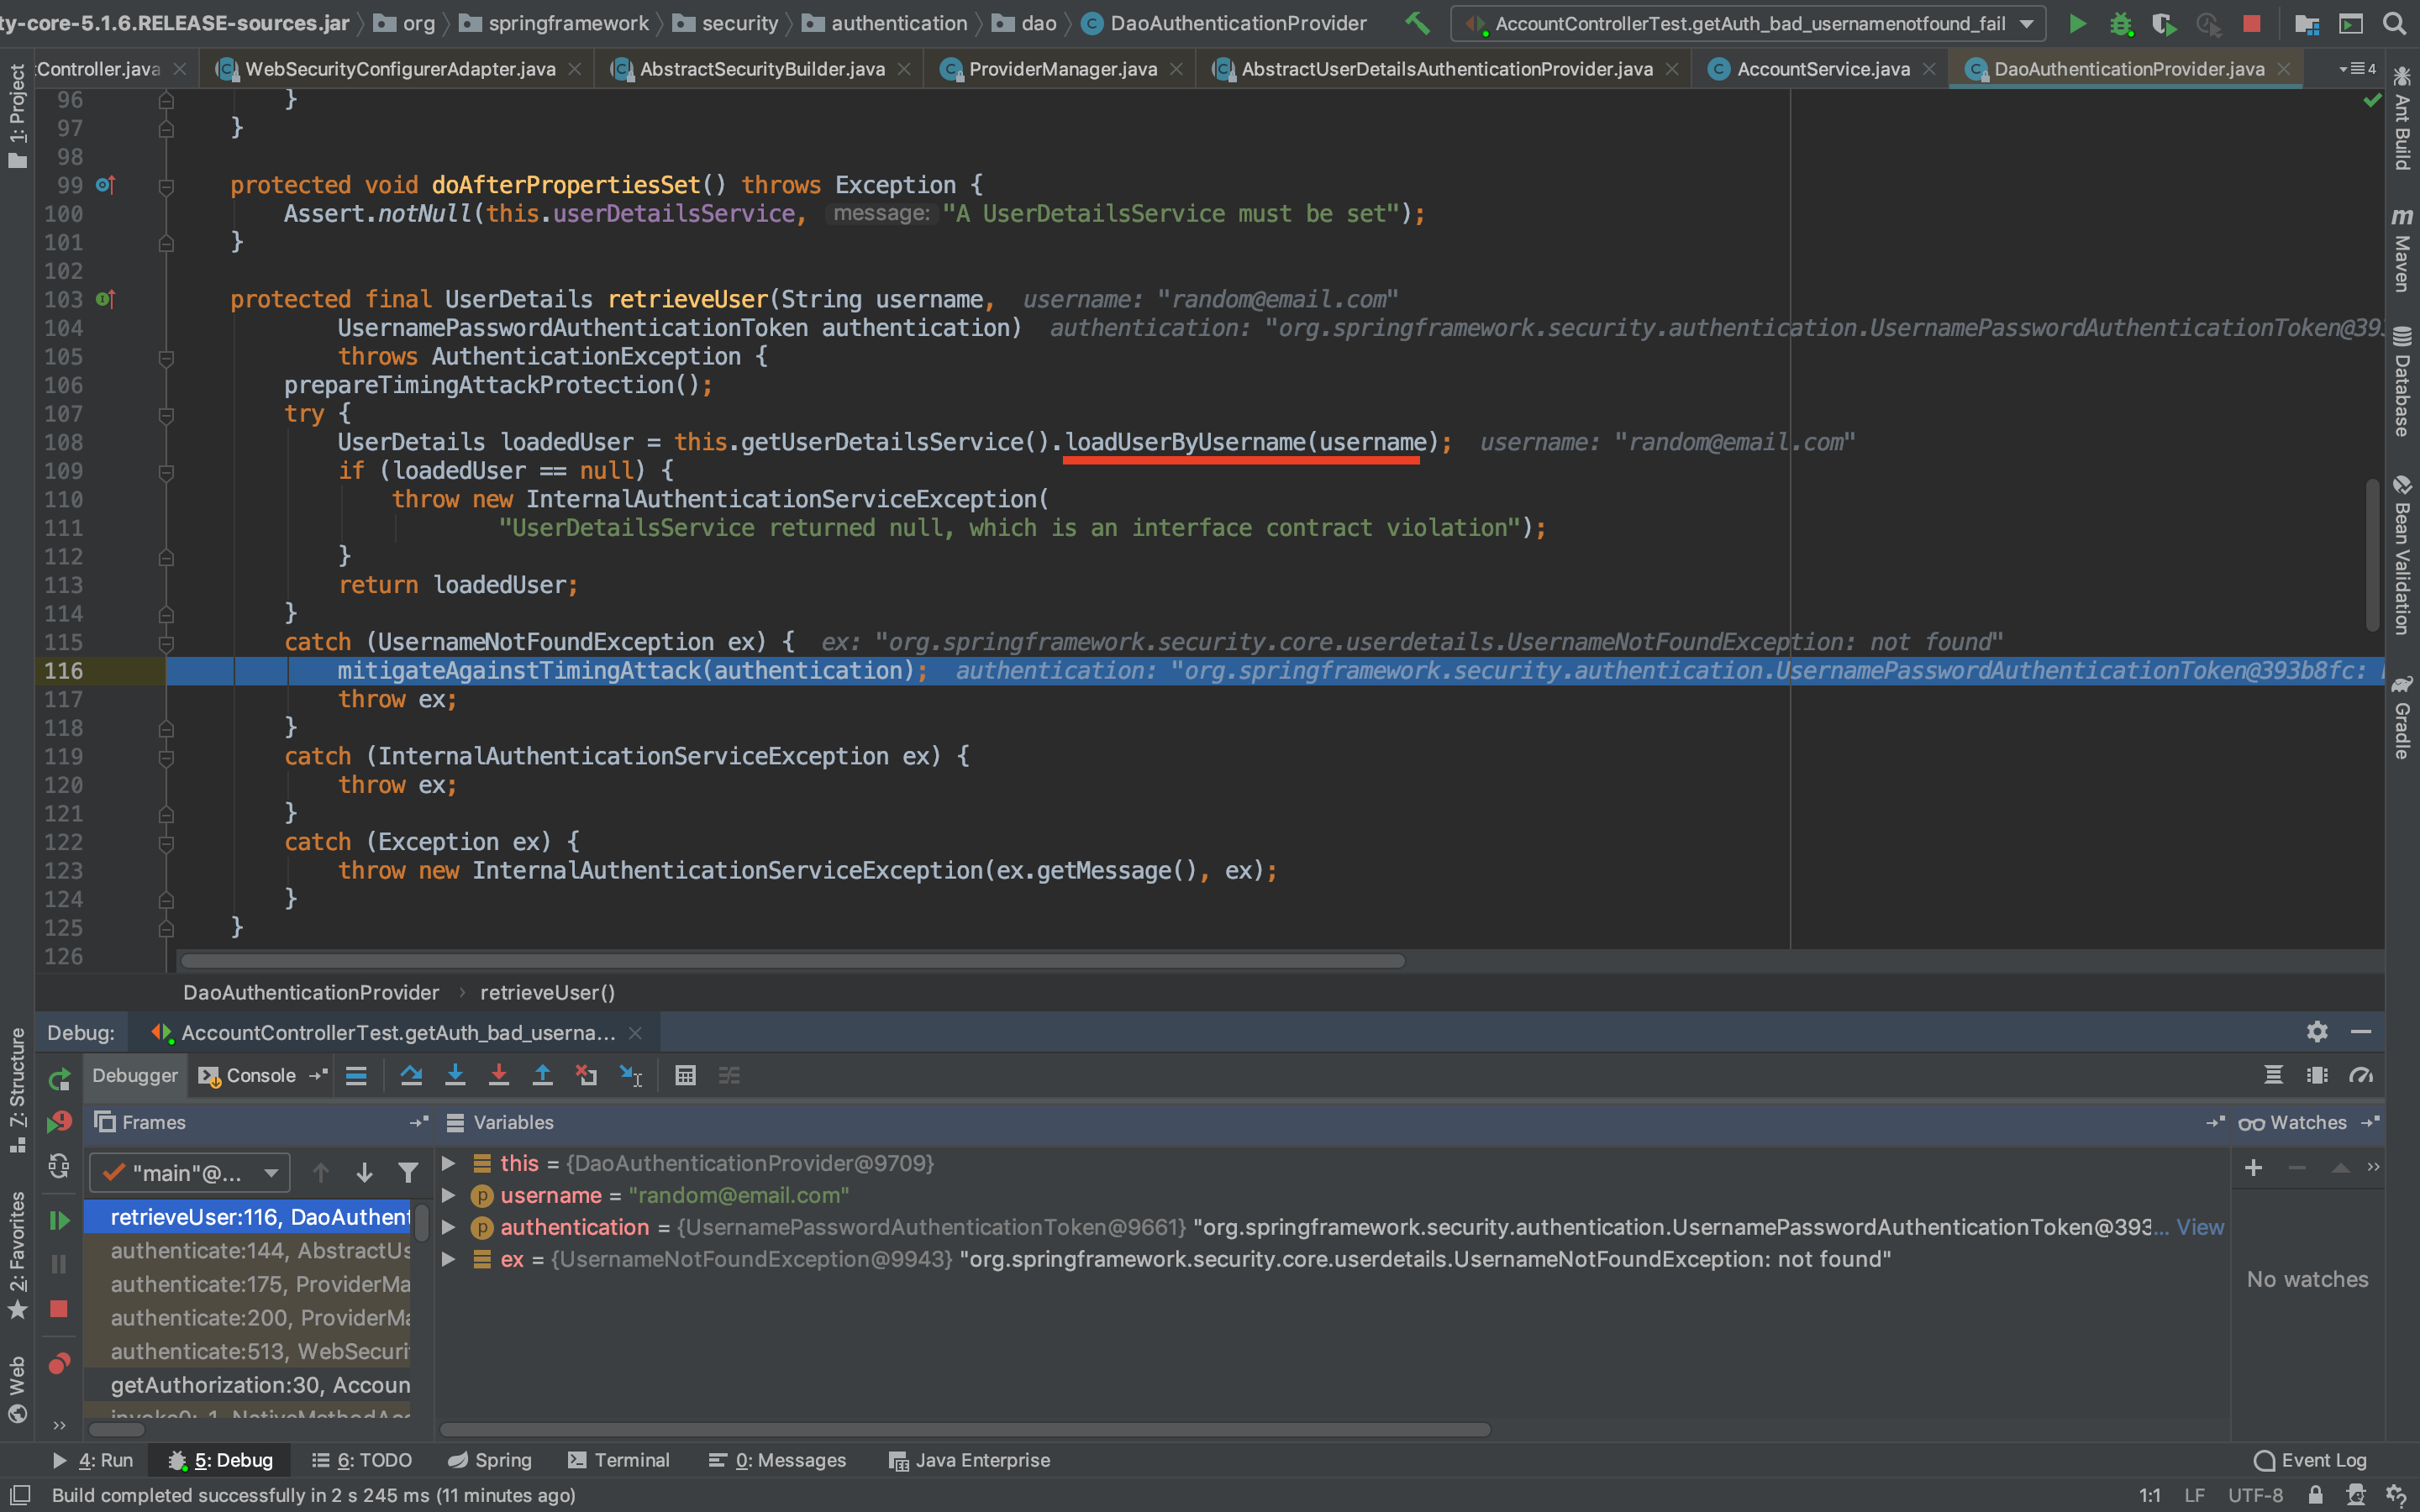 ty-core-5.1.6.RELEASE-sources.jar org springframework security authentication dao DaoAuthenticationProvider AccountControllerTest.getAuth_bad_usernamenotfound_fail
Controller.java WebSecurityConfigurerAdapter.java AbstractSecurityBuilder.java ProviderManager.java AbstractUserDetailsAuthenticationProvider.java AccountService.java DaoAuthenticationProvider.java 4
1: Project
Z: Structure
2: Favorites
Web
Ant Build
Maven
Database
Bean Validation
Gradle
96 }
97 }
98
99 protected void doAfterPropertiesSet() throws Exception {
100 Assert.notNull(this.userDetailsService, message: "A UserDetailsService must be set");
101 }
102
103 protected final UserDetails retrieveUser(String username, username: "random@email.com"
104 UsernamePasswordAuthenticationToken authentication) authentication: "org.springframework.security.authentication.UsernamePasswordAuthenticationToken@393
105 throws AuthenticationException {
106 prepareTimingAttackProtection();
107 try {
108 UserDetails loadedUser = this.getUserDetailsService().loadUserByUsername(username); username: "random@email.com"
109 if (loadedUser == null) {
110 throw new InternalAuthenticationServiceException(
111 "UserDetailsService returned null, which is an interface contract violation");
112 }
113 return loadedUser;
114 }
115 catch (UsernameNotFoundException ex) { ex: "org.springframework.security.core.userdetails.UsernameNotFoundException: not found"
116 mitigateAgainstTimingAttack(authentication); authentication: "org.springframework.security.authentication.UsernamePasswordAuthenticationToken@393b8fc:
117 throw ex;
118 }
119 catch (InternalAuthenticationServiceException ex) {
120 throw ex;
121 }
122 catch (Exception ex) {
123 throw new InternalAuthenticationServiceException(ex.getMessage(), ex);
124 }
125 }
126
DaoAuthenticationProvider retrieveUser()
Debug: AccountControllerTest.getAuth_bad_userna...
Debugger Console
Frames Variables Watches
"main"@...
retrieveUser:116, DaoAuthent
authenticate:144, AbstractUs
authenticate:175, ProviderMa
authenticate:200, ProviderMa
authenticate:513, WebSecuri
getAuthorization:30, Accoun
this = {DaoAuthenticationProvider@9709}
username = "random@email.com"
authentication = {UsernamePasswordAuthenticationToken@9661} "org.springframework.security.authentication.UsernamePasswordAuthenticationToken@393... View
ex = {UsernameNotFoundException@9943} "org.springframework.security.core.userdetails.UsernameNotFoundException: not found"
No watches
4: Run 5: Debug 6: TODO Spring Terminal 0: Messages Java Enterprise Event Log
Build completed successfully in 2 s 245 ms (11 minutes ago) 1:1 LF UTF-8